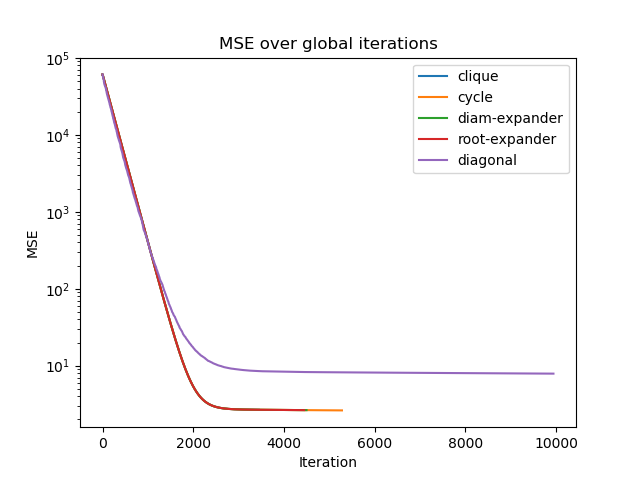 MSE over global iterations
clique
cycle
diam-expander
root-expander
diagonal
MSE
10^5
10^4
10^3
10^2
10^1
0 2000 4000 6000 8000 10000
Iteration